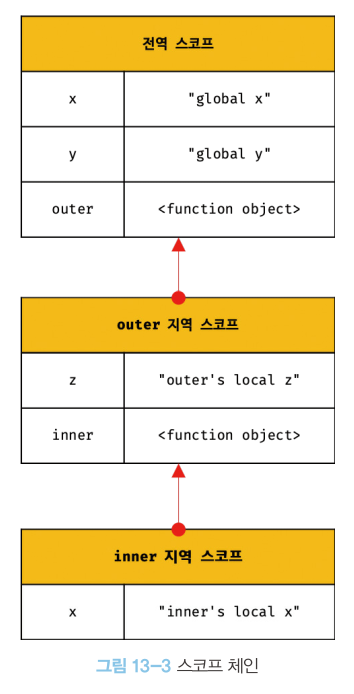 전역 스코프
x "global x"
y "global y"
outer <function object>
outer 지역 스코프
z "outer's local z"
inner <function object>
inner 지역 스코프
x "inner's local x"
그림 13-3 스코프 체인